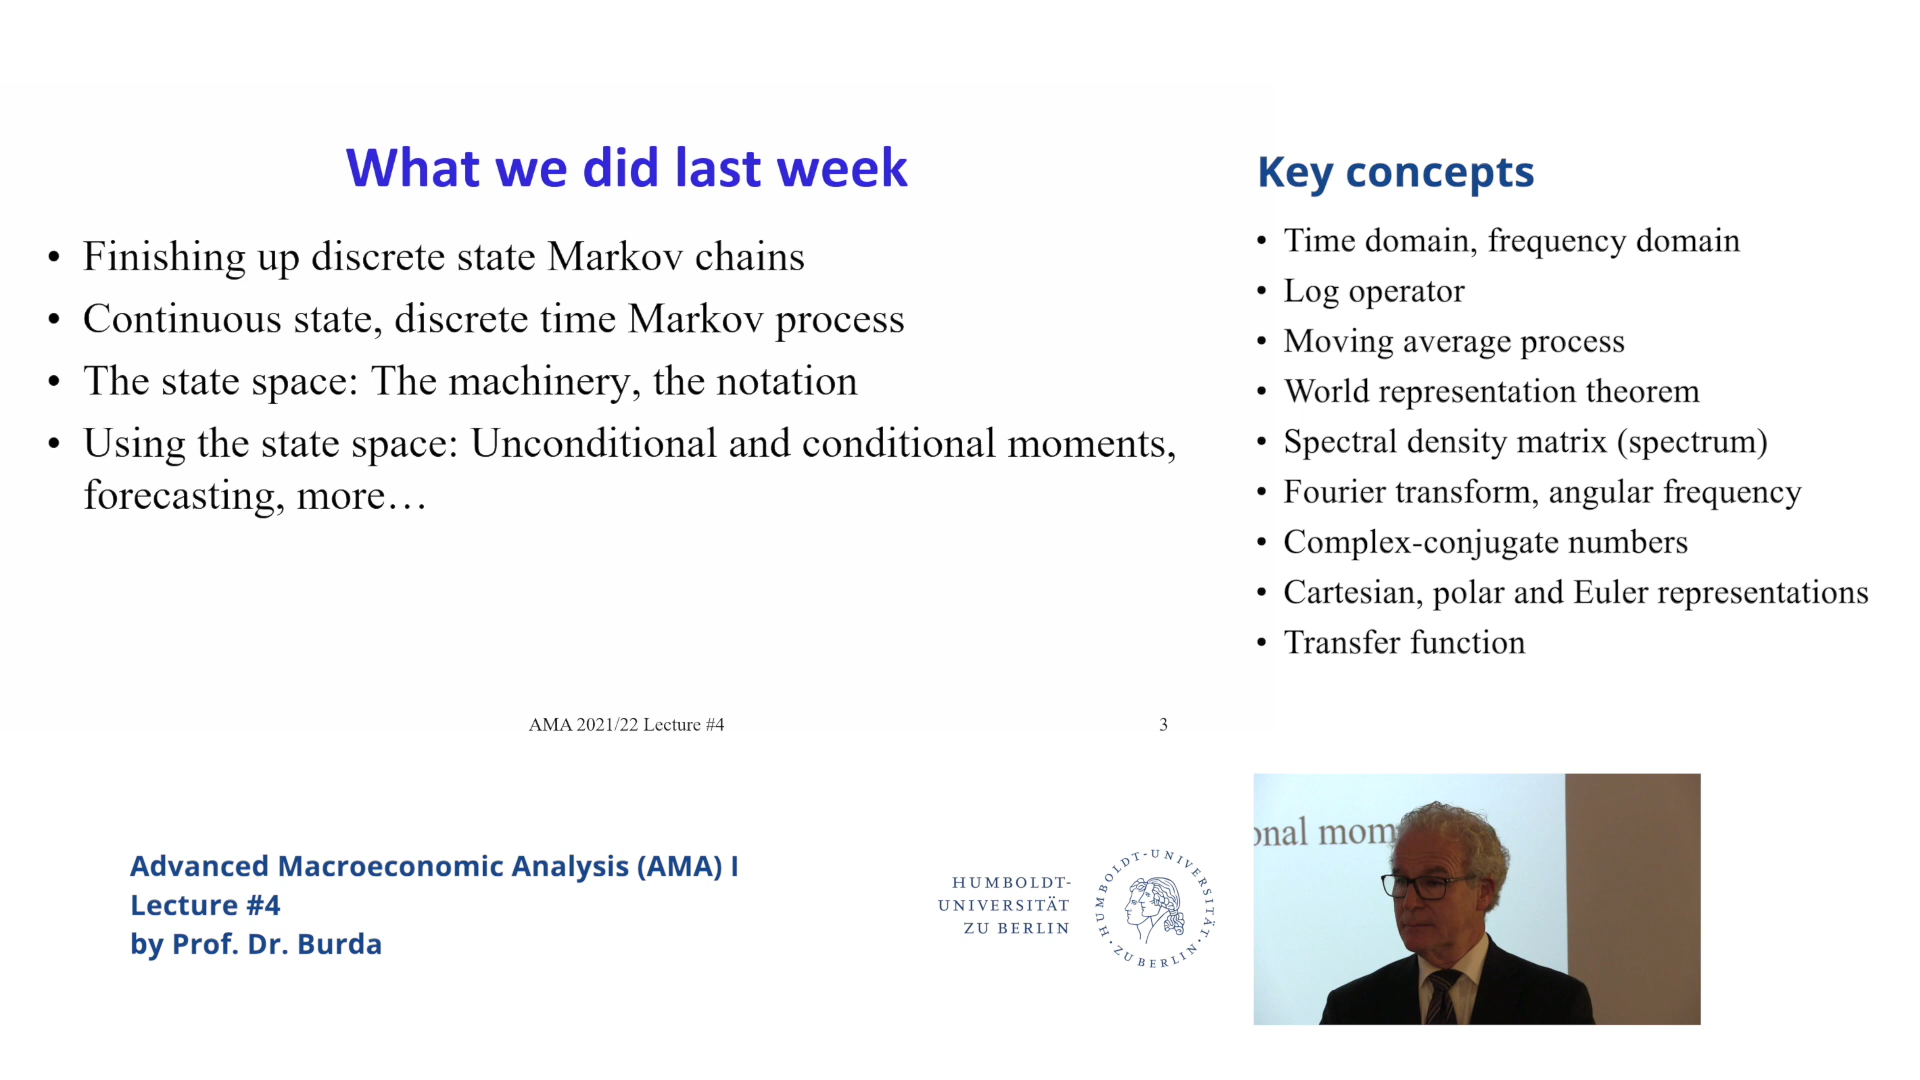 What we did last week
• Finishing up discrete state Markov chains
• Continuous state, discrete time Markov process
• The state space: The machinery, the notation
• Using the state space: Unconditional and conditional moments,
forecasting, more…
AMA 2021/22 Lecture #4
3
Key concepts
• Time domain, frequency domain
• Log operator
• Moving average process
• World representation theorem
• Spectral density matrix (spectrum)
• Fourier transform, angular frequency
• Complex-conjugate numbers
• Cartesian, polar and Euler representations
• Transfer function
Advanced Macroeconomic Analysis (AMA) I
Lecture #4
by Prof. Dr. Burda
HUMBOLDT-
UNIVERSITÄT
ZU BERLIN
HUMBOLDT-UNIVERSITÄT · ZU BERLIN ·
onal mom